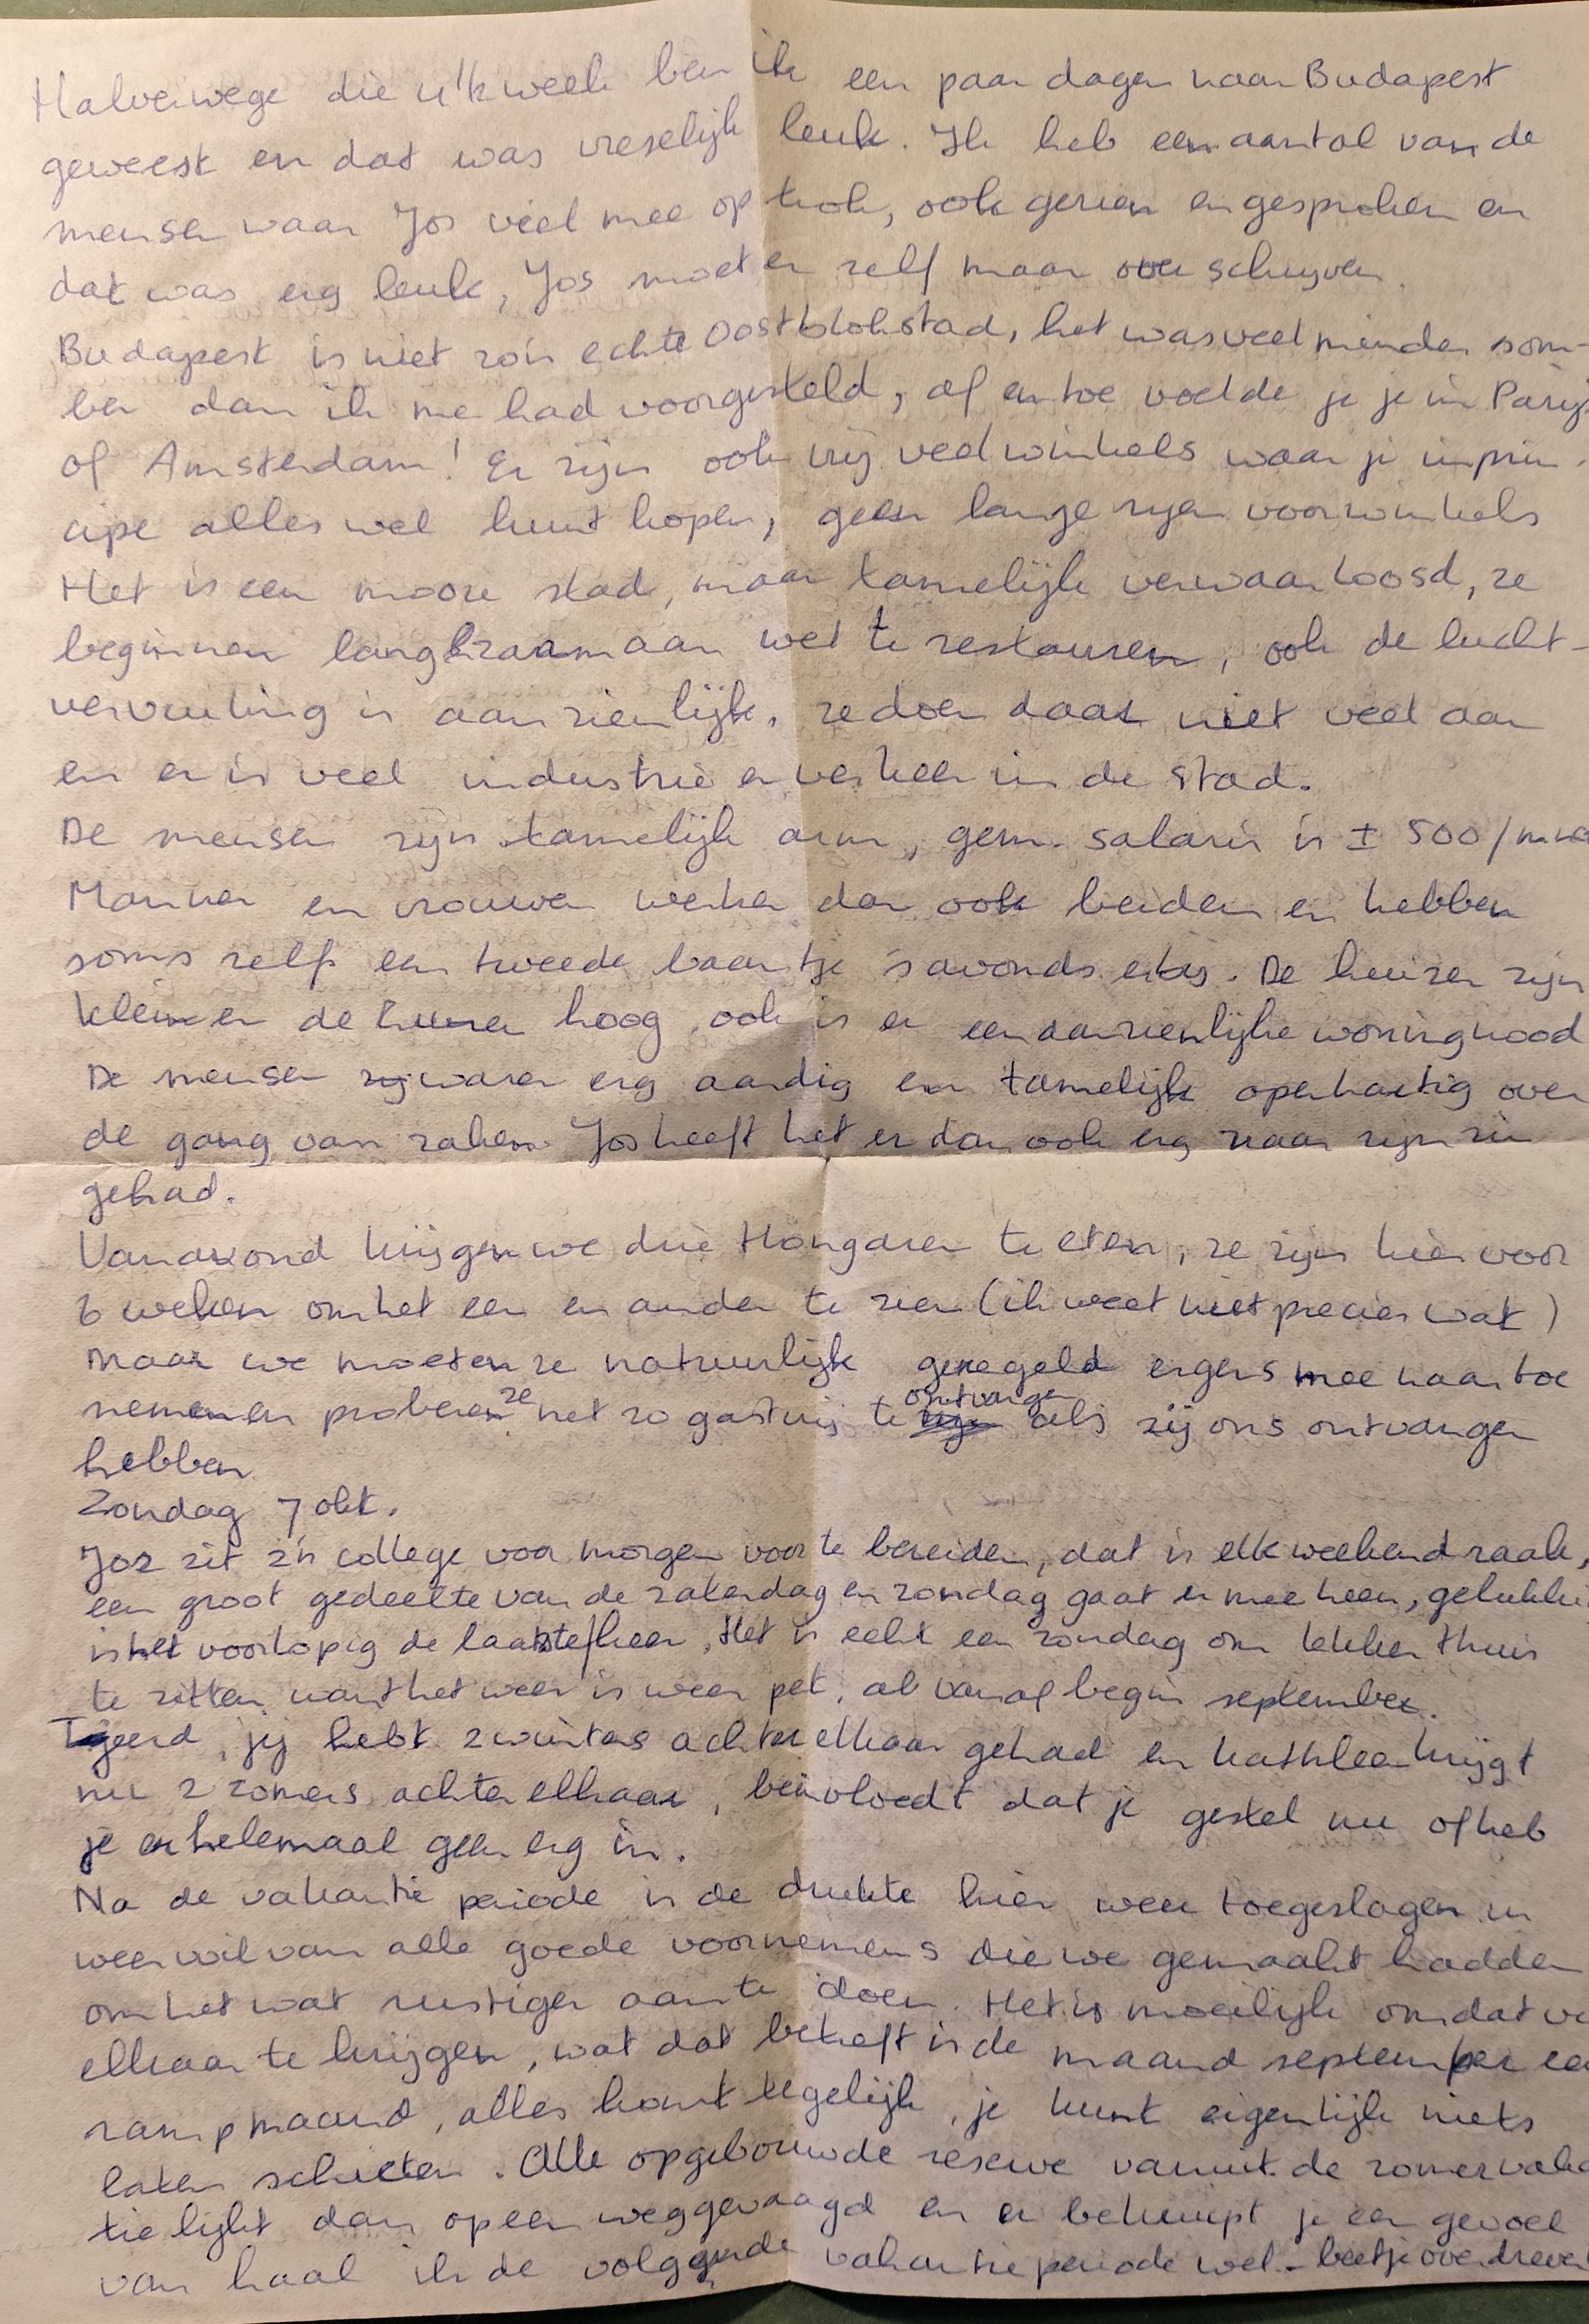 Halverwege die werkweek ben ik een paar dagen naar Budapest
geweest en dat was vreselijk leuk. Ik heb een aantal van de
mensen waar Jos veel mee op trok, ook gezien en gesproken en
dat was erg leuk, Jos moet er zelf maar over schrijven.
Budapest is niet zo'n echte Oostblokstad, het was veel minder som-
ber dan ik me had voorgesteld, af en toe voelde je je in Parijs
of Amsterdam! Er zijn ook vrij veel winkels waar je in prin-
cipe alles wel kunt kopen, geen lange rijen voor winkels
Het is een mooie stad, maar tamelijk verwaarloosd, ze
beginnen langzaam aan wel te restaureren, ook de lucht-
vervuiling is aanzienlijk, ze doen daar niet veel aan
en er is veel industrie en verkeer in de stad.
De mensen zijn tamelijk arm, gem. salaris is ± 500/
Mannen en vrouwen werken dan ook beiden en hebben
soms zelfs een tweede baantje 's avonds erbij. De huizen zijn
klein en de huren hoog, ook is er een aanzienlijke woningnood
De mensen waren erg aardig en tamelijk openhartig over
de gang van zaken. Jos heeft het er dan ook erg naar zijn zin
gehad.
Vanavond krijgen we drie Hongaren te eten, ze zijn hier voor
6 weken om het een en ander te zien (ik weet niet precies wat)
maar we moeten ze natuurlijk geregeld ergens mee naar toe
nemen en proberen ze net zo gastvrij te ontvangen als zij ons ontvangen
hebben
Zondag 7 okt.
Jos zit z'n college voor morgen voor te bereiden, dat is elk weekend raak,
een groot gedeelte van de zaterdag en zondag gaat er mee heen, gelukkig
is het voorlopig de laatste keer. Het is echt een zondag om lekker thuis
te zitten, want het weer is weer pet, al vanaf begin september.
Tjeerd, jij hebt 2 winters achter elkaar gehad en Kathleen krijgt
nu 2 zomers achter elkaar, beïnvloedt dat je gestel nu of heb
je er helemaal geen erg in.
Na de vakantie periode is de drukte hier weer toegeslagen in
weerwil van alle goede voornemens die we gemaakt hadden
om het wat rustiger aan te doen. Het is moeilijk om dat voor
elkaar te krijgen, wat dat betreft is de maand september een
rampmaand, alles komt tegelijk, je kunt eigenlijk niets
laten schieten. Alle opgebouwde reserve vanuit de zomervakan
tie lijkt dan opeens weggevaagd en er bekruipt je een gevoel
van haal ik de volgende vakantieperiode wel - beetje overdreven